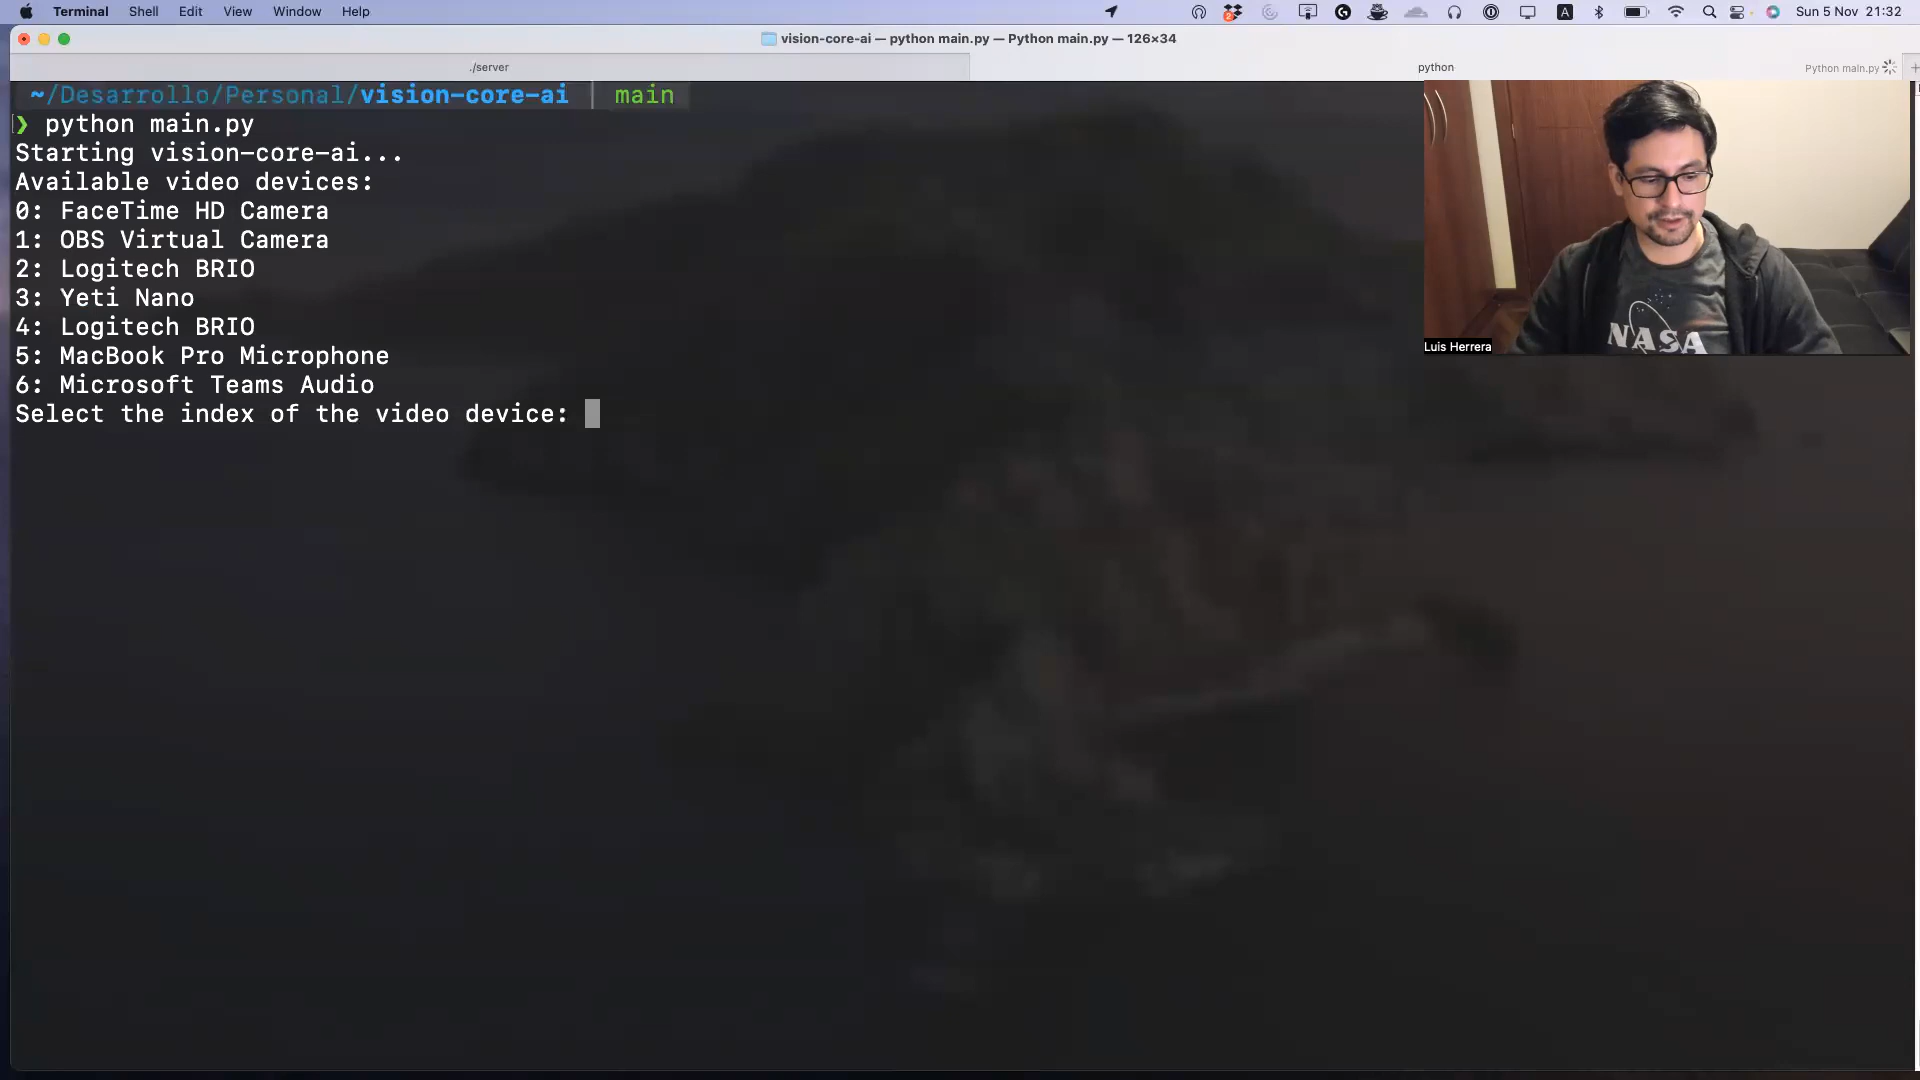 Terminal Shell Edit View Window Help
2 A Sun 5 Nov 21:32
vision-core-ai — python main.py — Python main.py — 126×34
./server
python
Python main.py
~/Desarrollo/Personal/vision-core-ai | main
❯ python main.py
Starting vision-core-ai...
Available video devices:
0: FaceTime HD Camera
1: OBS Virtual Camera
2: Logitech BRIO
3: Yeti Nano
4: Logitech BRIO
5: MacBook Pro Microphone
6: Microsoft Teams Audio
Select the index of the video device:
NASA
Luis Herrera